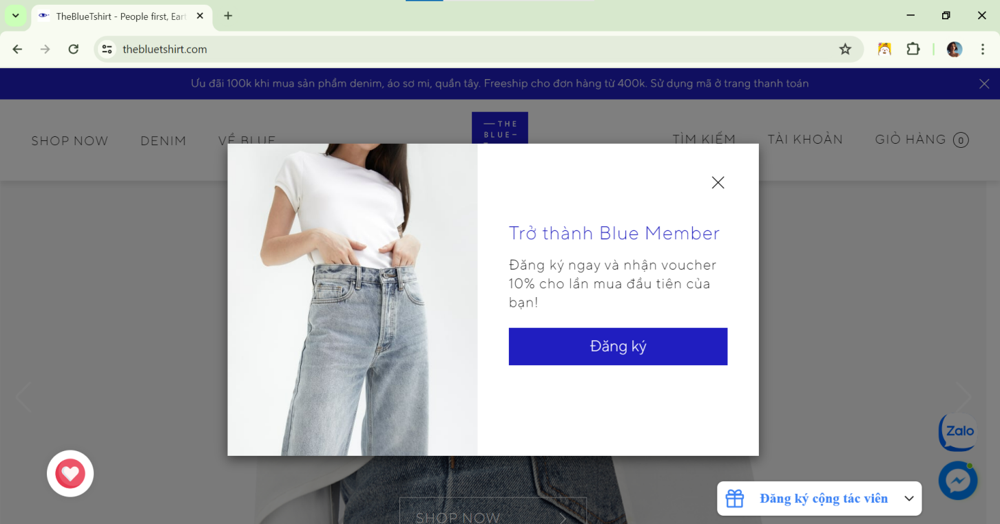 TheBlueTshirt - People first, Eart
thebluetshirt.com
Ưu đãi 100k khi mua sản phẩm denim, áo sơ mi, quần tây. Freeship cho đơn hàng từ 400k. Sử dụng mã ở trang thanh toán
SHOP NOW DENIM VỀ BLUE
THE
BLUE
TÌM KIẾM TÀI KHOẢN GIỎ HÀNG 0
Trở thành Blue Member
Đăng ký ngay và nhận voucher
10% cho lần mua đầu tiên của
bạn!
Đăng ký
Zalo
Đăng ký cộng tác viên
SHOP NOW